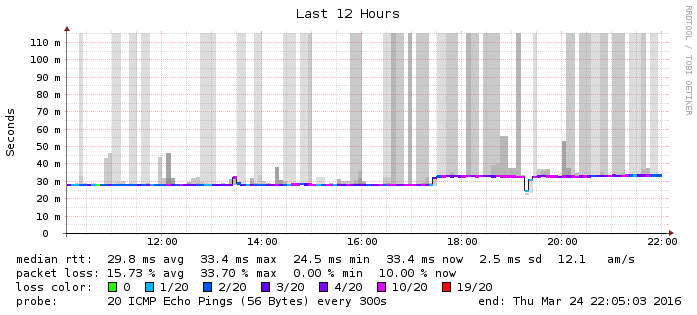 Last 12 Hours
RRDTOOL / TOBI OETIKER
Seconds
110 m
100 m
90 m
80 m
70 m
60 m
50 m
40 m
30 m
20 m
10 m
0
12:00 14:00 16:00 18:00 20:00 22:00
median rtt: 29.8 ms avg 33.4 ms max 24.5 ms min 33.4 ms now 2.5 ms sd 12.1 am/s
packet loss: 15.73 % avg 33.70 % max 0.00 % min 10.00 % now
loss color: 0 1/20 2/20 3/20 4/20 10/20 19/20
probe: 20 ICMP Echo Pings (56 Bytes) every 300s end: Thu Mar 24 22:05:03 2016